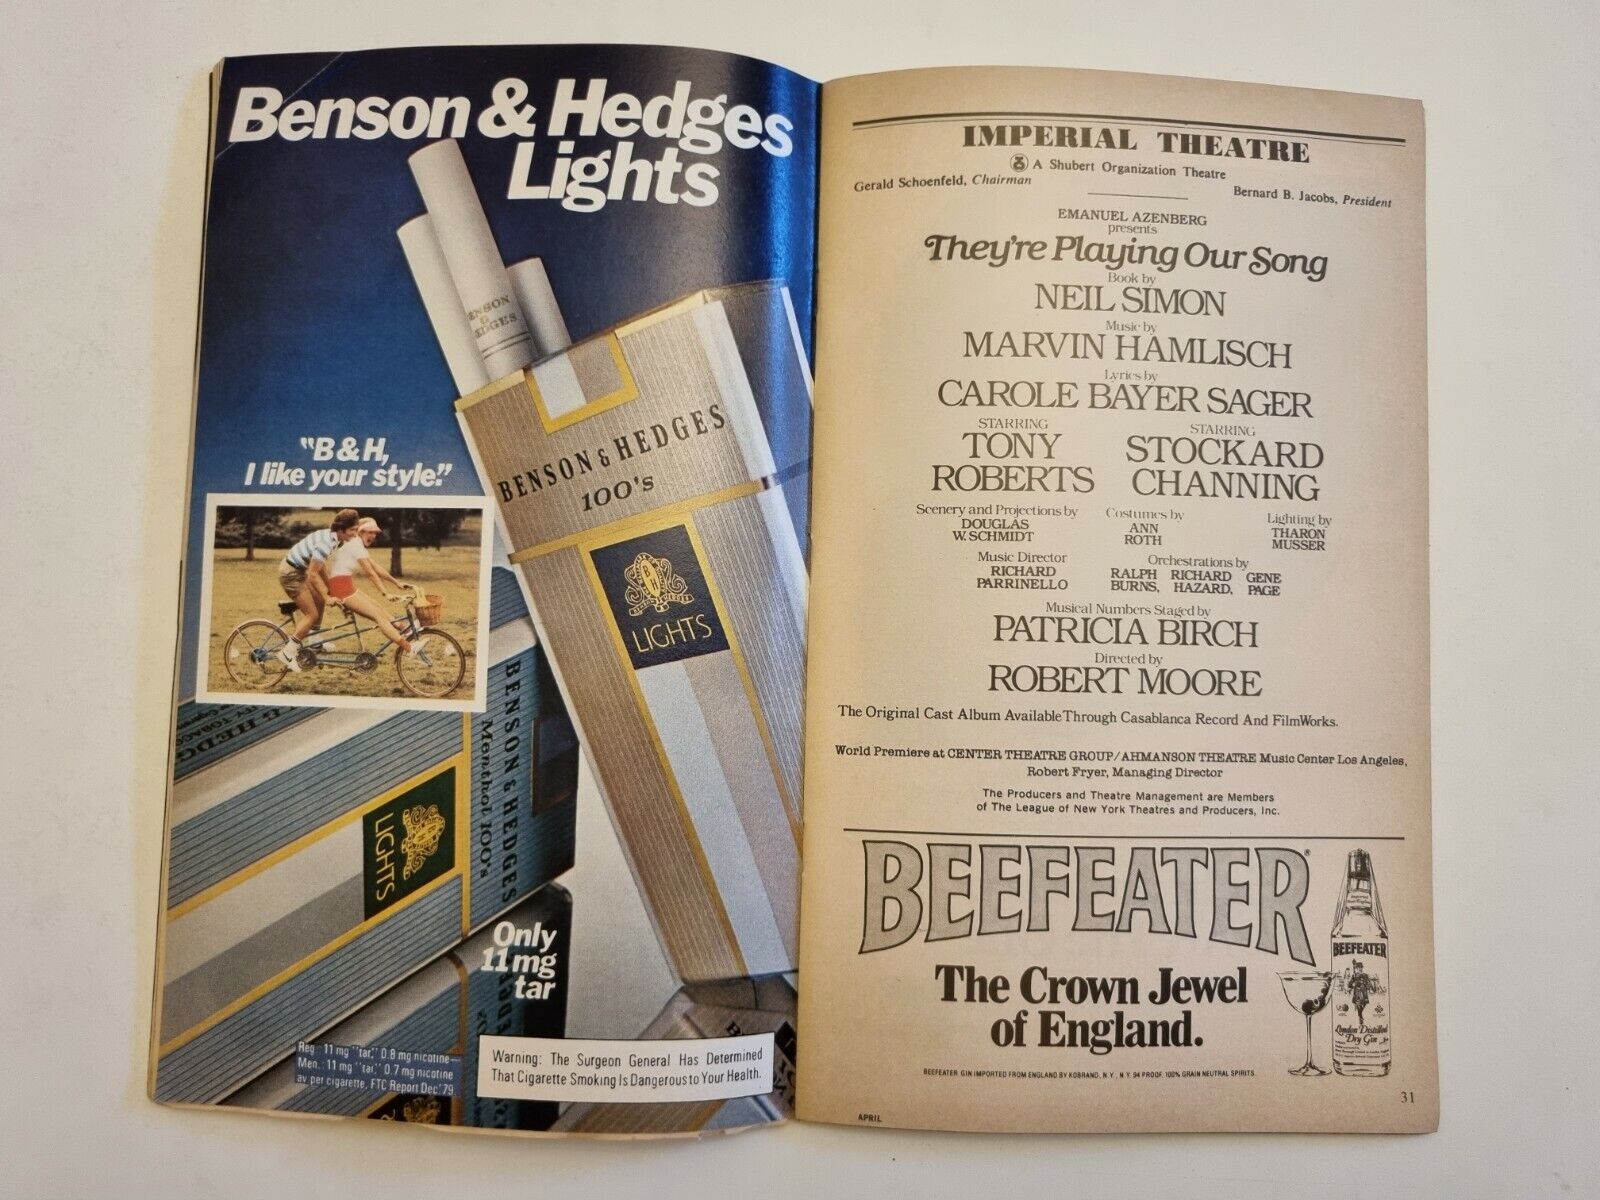 Benson & Hedges
Lights
BENSON
&
HEDGES
BENSON & HEDGES
100's
B H
LIGHTS
"B & H,
I like your style."
BENSON & HEDGES
Menthol 100's
LIGHTS
Only
11 mg
tar
Reg.: 11 mg "tar," 0.8 mg nicotine—
Men.: 11 mg "tar," 0.7 mg nicotine
av per cigarette, FTC Report Dec.'79
Warning: The Surgeon General Has Determined
That Cigarette Smoking Is Dangerous to Your Health.
IMPERIAL THEATRE
A Shubert Organization Theatre
Gerald Schoenfeld, Chairman
Bernard B. Jacobs, President
EMANUEL AZENBERG
presents
They're Playing Our Song
Book by
NEIL SIMON
Music by
MARVIN HAMLISCH
Lyrics by
CAROLE BAYER SAGER
STARRING
TONY
ROBERTS
STARRING
STOCKARD
CHANNING
Scenery and Projections by
DOUGLAS
W. SCHMIDT
Costumes by
ANN
ROTH
Lighting by
THARON
MUSSER
Music Director
RICHARD
PARRINELLO
Orchestrations by
RALPH RICHARD GENE
BURNS, HAZARD, PAGE
Musical Numbers Staged by
PATRICIA BIRCH
Directed by
ROBERT MOORE
The Original Cast Album Available Through Casablanca Record And FilmWorks.
World Premiere at CENTER THEATRE GROUP/AHMANSON THEATRE Music Center Los Angeles,
Robert Fryer, Managing Director
The Producers and Theatre Management are Members
of The League of New York Theatres and Producers, Inc.
BEEFEATER®
The Crown Jewel
of England.
BEEFEATER
London Distilled
Dry Gin
BEEFEATER GIN IMPORTED FROM ENGLAND BY KOBRAND, N.Y., N.Y. 94 PROOF. 100% GRAIN NEUTRAL SPIRITS.
APRIL
31